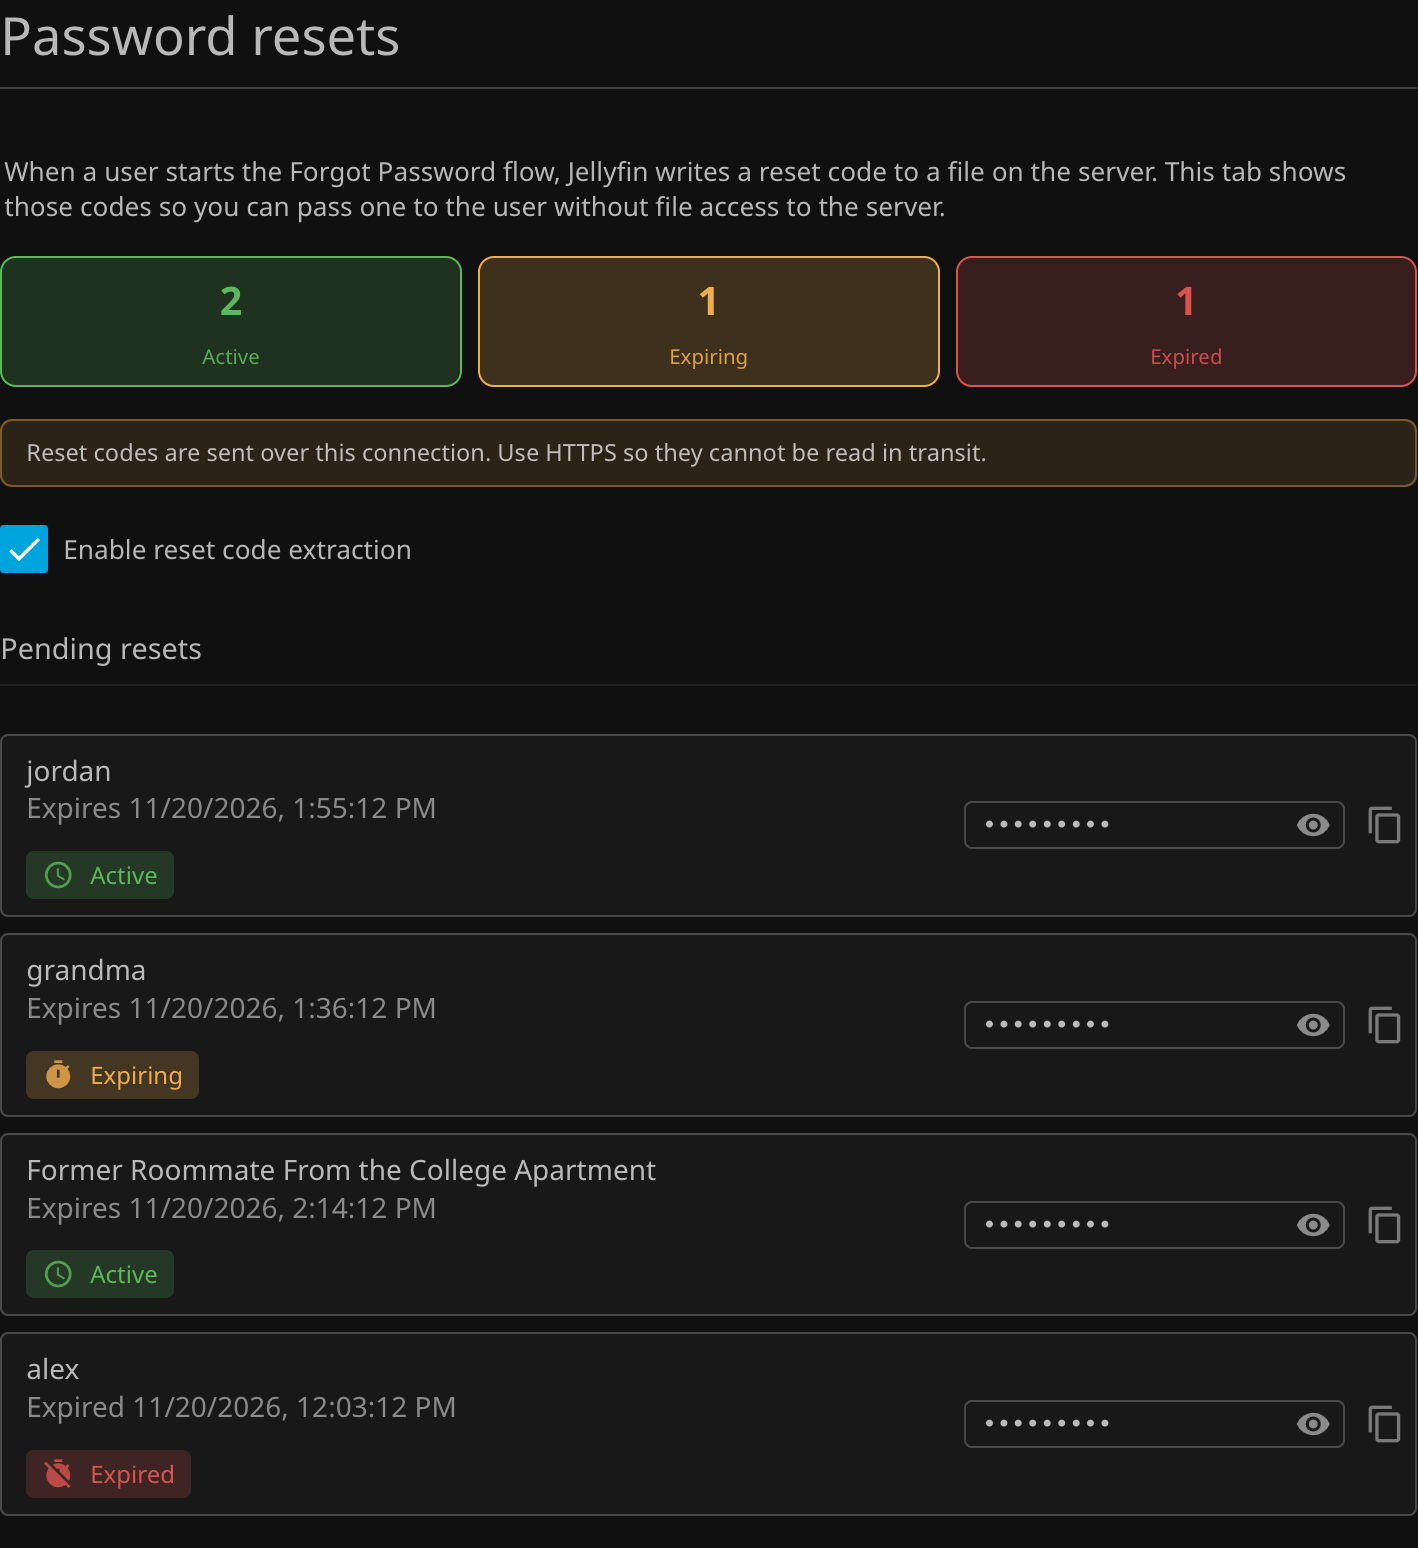 Password resets
When a user starts the Forgot Password flow, Jellyfin writes a reset code to a file on the server. This tab shows
those codes so you can pass one to the user without file access to the server.
2
Active
1
Expiring
1
Expired
Reset codes are sent over this connection. Use HTTPS so they cannot be read in transit.
Enable reset code extraction
Pending resets
jordan
Expires 11/20/2026, 1:55:12 PM
•••••••••
Active
grandma
Expires 11/20/2026, 1:36:12 PM
•••••••••
Expiring
Former Roommate From the College Apartment
Expires 11/20/2026, 2:14:12 PM
•••••••••
Active
alex
Expired 11/20/2026, 12:03:12 PM
•••••••••
Expired